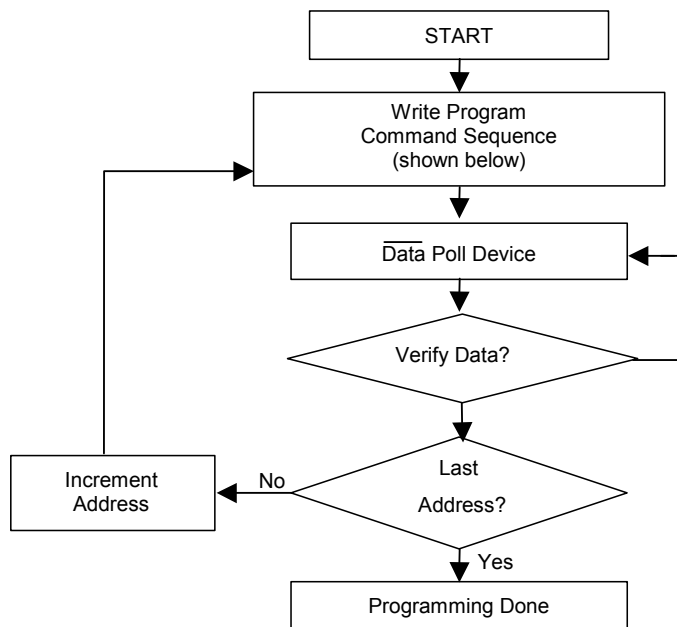 START
Write Program
Command Sequence
(shown below)
D̅a̅t̅a̅ Poll Device
Verify Data?
Last
Address?
No
Increment
Address
Yes
Programming Done